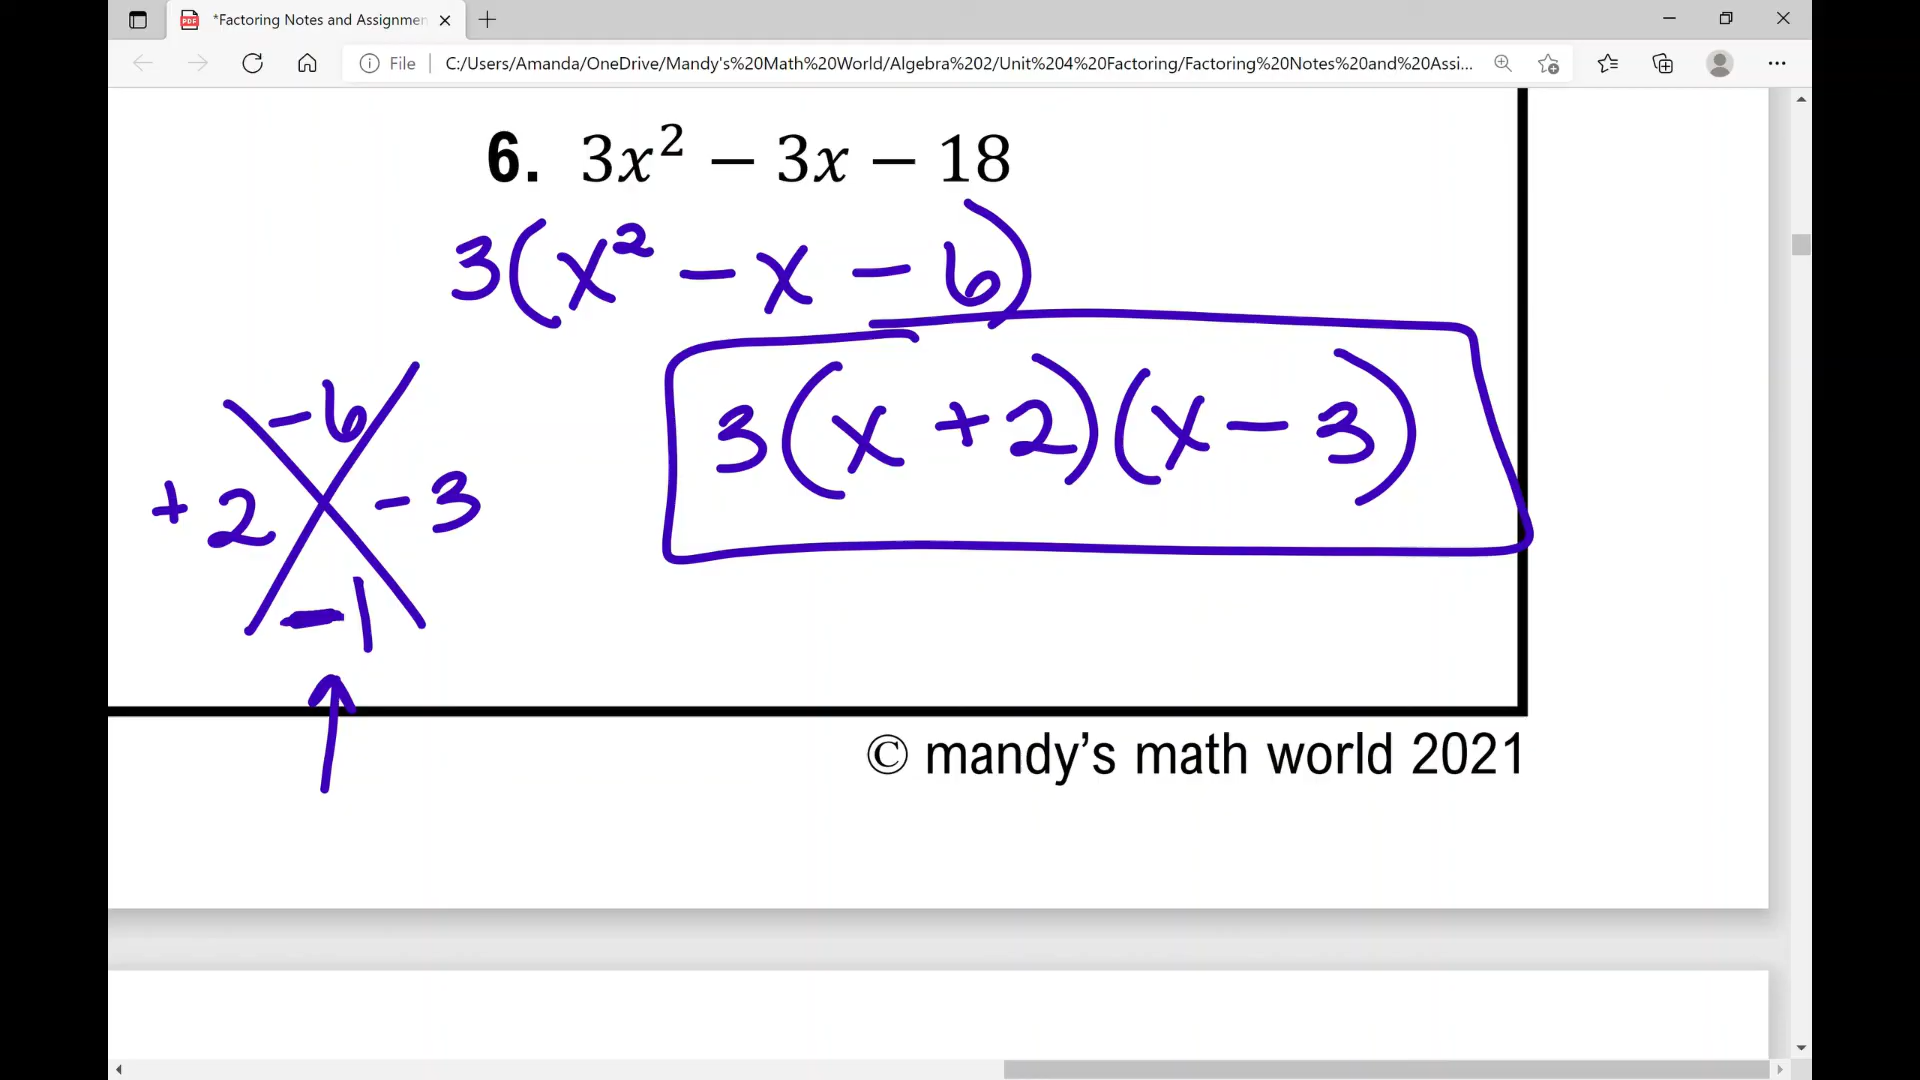 *Factoring Notes and Assignmen
File
C:/Users/Amanda/OneDrive/Mandy's%20Math%20World/Algebra%202/Unit%204%20Factoring/Factoring%20Notes%20and%20Assi...
6. 3x² − 3x − 18
3(x² − x − 6)
3(x + 2)(x − 3)
−6
+2 −3
−1
© mandy’s math world 2021